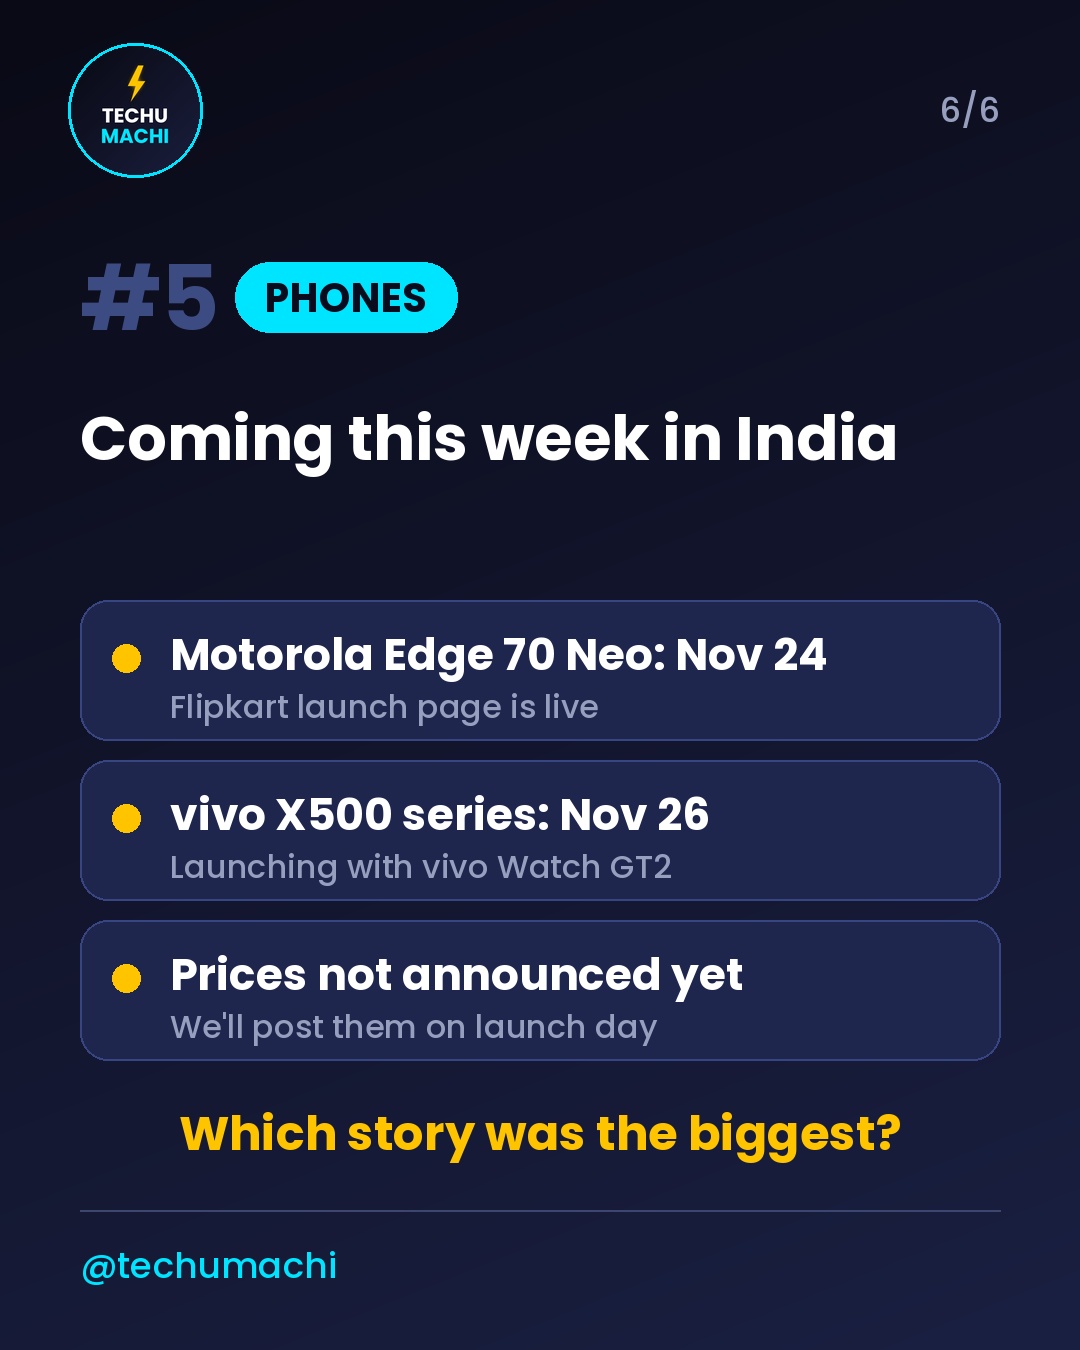 TECHU
MACHI
6/6
#5 PHONES
Coming this week in India
Motorola Edge 70 Neo: Nov 24
Flipkart launch page is live
vivo X500 series: Nov 26
Launching with vivo Watch GT2
Prices not announced yet
We'll post them on launch day
Which story was the biggest?
@techumachi